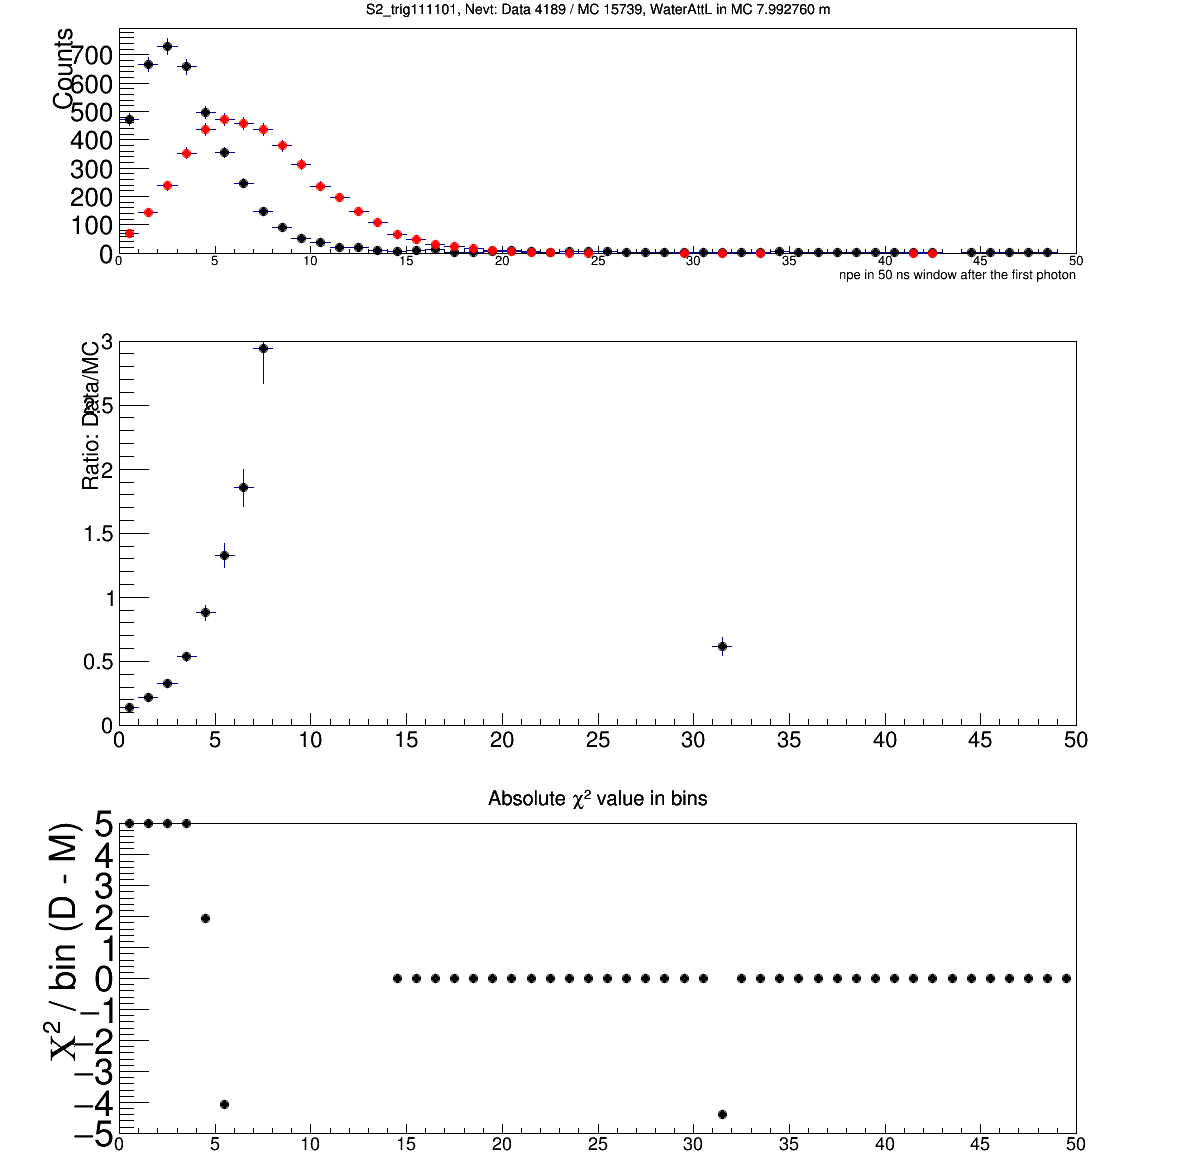 S2_trig111101, Nevt: Data 4189 / MC 15739, WaterAttL in MC 7.992760 m
Counts
700
600
500
400
300
200
100
0
0 5 10 15 20 25 30 35 40 45 50
npe in 50 ns window after the first photon
Ratio: Data/MC
3
2.5
2
1.5
1
0.5
0
0 5 10 15 20 25 30 35 40 45 50
Absolute χ² value in bins
X² / bin (D - M)
5
4
3
2
1
0
−1
−2
−3
−4
−5
0 5 10 15 20 25 30 35 40 45 50